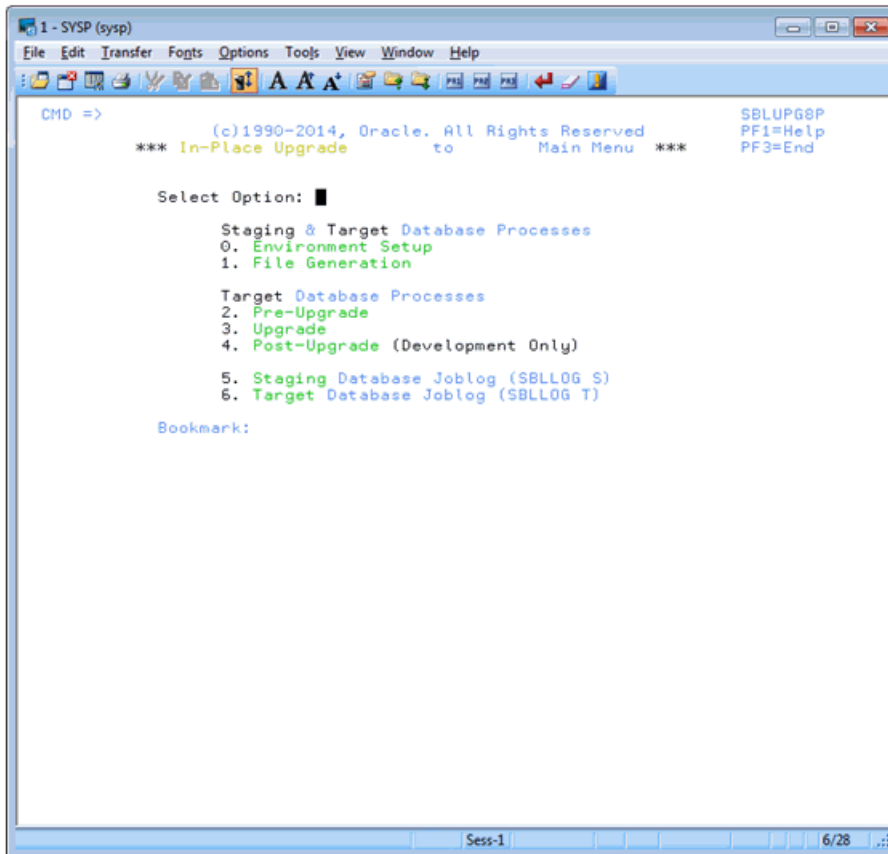 1 - SYSP (sysp)
File Edit Transfer Fonts Options Tools View Window Help
PR1 PR2 PR3
CMD => SBLUPG8P
(c)1990-2014, Oracle. All Rights Reserved PF1=Help
*** In-Place Upgrade to Main Menu *** PF3=End
Select Option:
Staging & Target Database Processes
0. Environment Setup
1. File Generation
Target Database Processes
2. Pre-Upgrade
3. Upgrade
4. Post-Upgrade (Development Only)
5. Staging Database Joblog (SBLLOG S)
6. Target Database Joblog (SBLLOG T)
Bookmark:
Sess-1 6/28